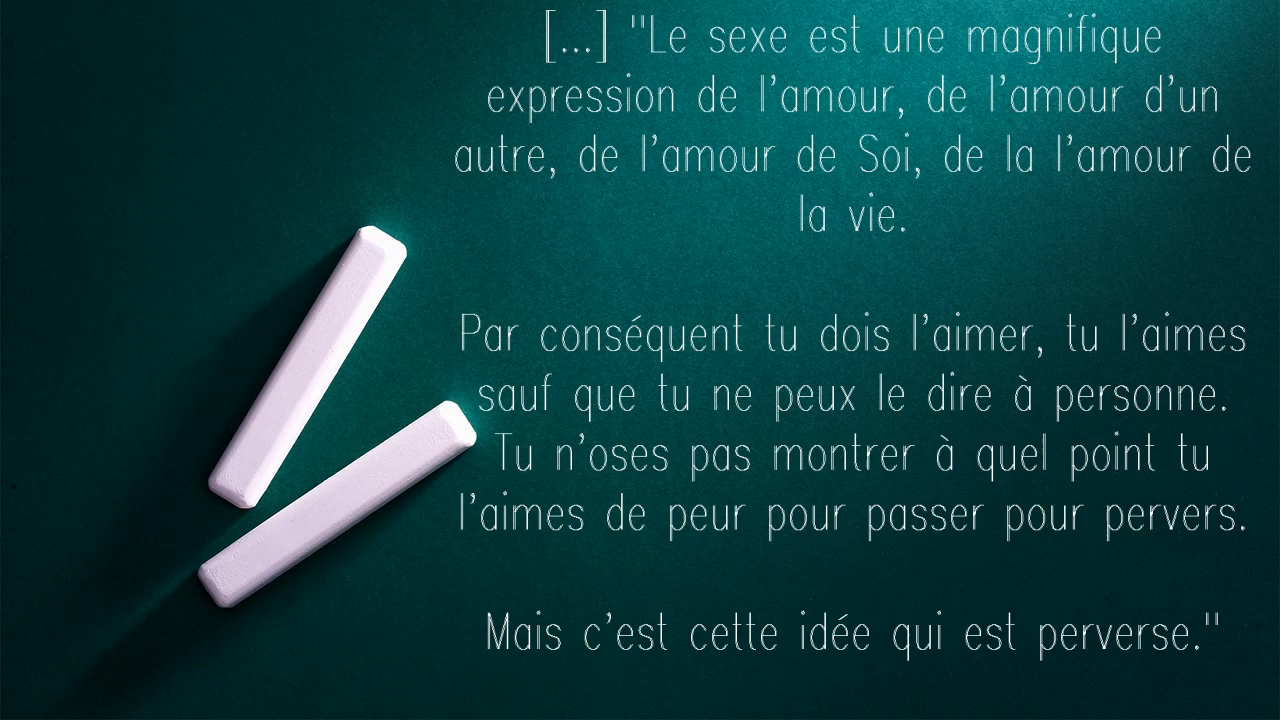 [...] "Le sexe est une magnifique
expression de l'amour, de l'amour d'un
autre, de l'amour de Soi, de la l'amour de
la vie.
Par conséquent tu dois l'aimer, tu l'aimes
sauf que tu ne peux le dire à personne.
Tu n'oses pas montrer à quel point tu
l'aimes de peur pour passer pour pervers.
Mais c'est cette idée qui est perverse."